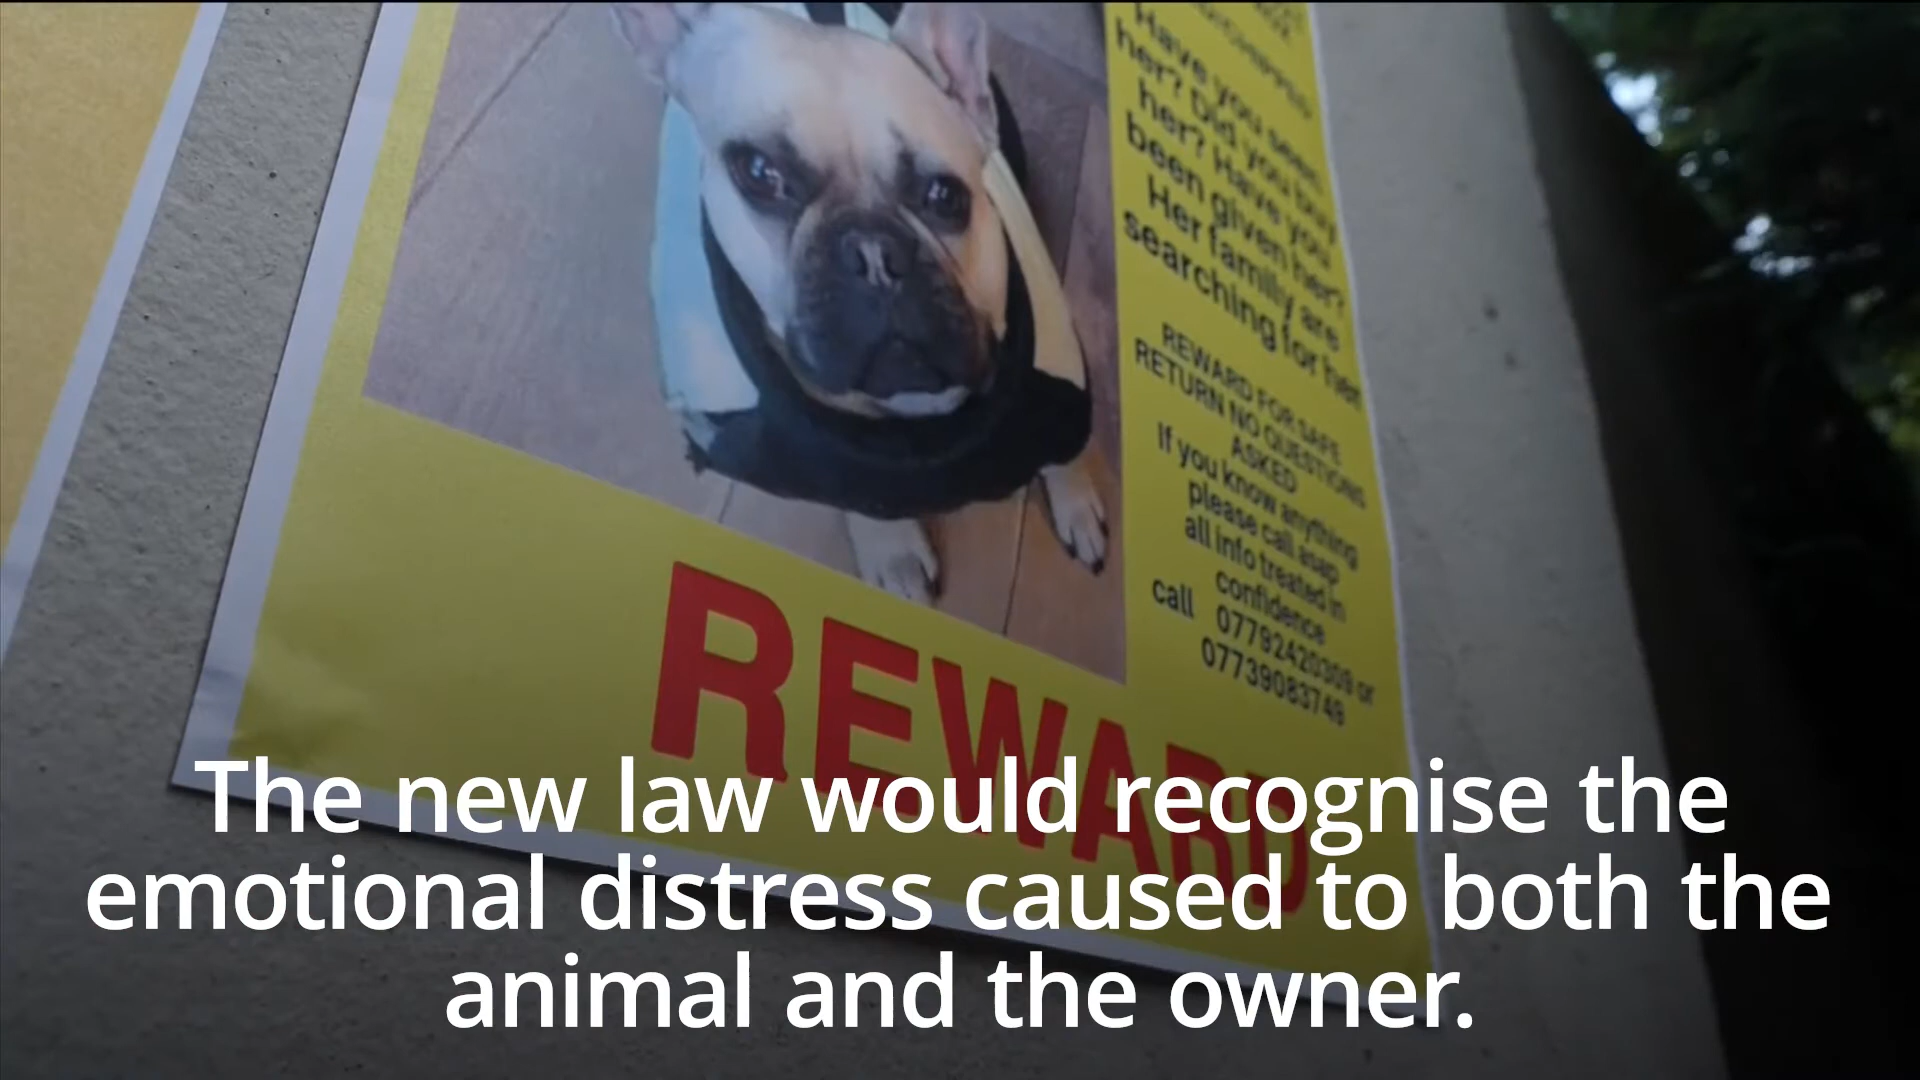 Have you seen
her? Did you buy
her? Have you
been given her?
Her family are
searching for her
REWARD FOR SAFE
RETURN NO QUESTIONS
ASKED
If you know anything
please call asap
all info treated in
confidence
call 07792420309 or
07739083749
REWARD
The new law would recognise the
emotional distress caused to both the
animal and the owner.